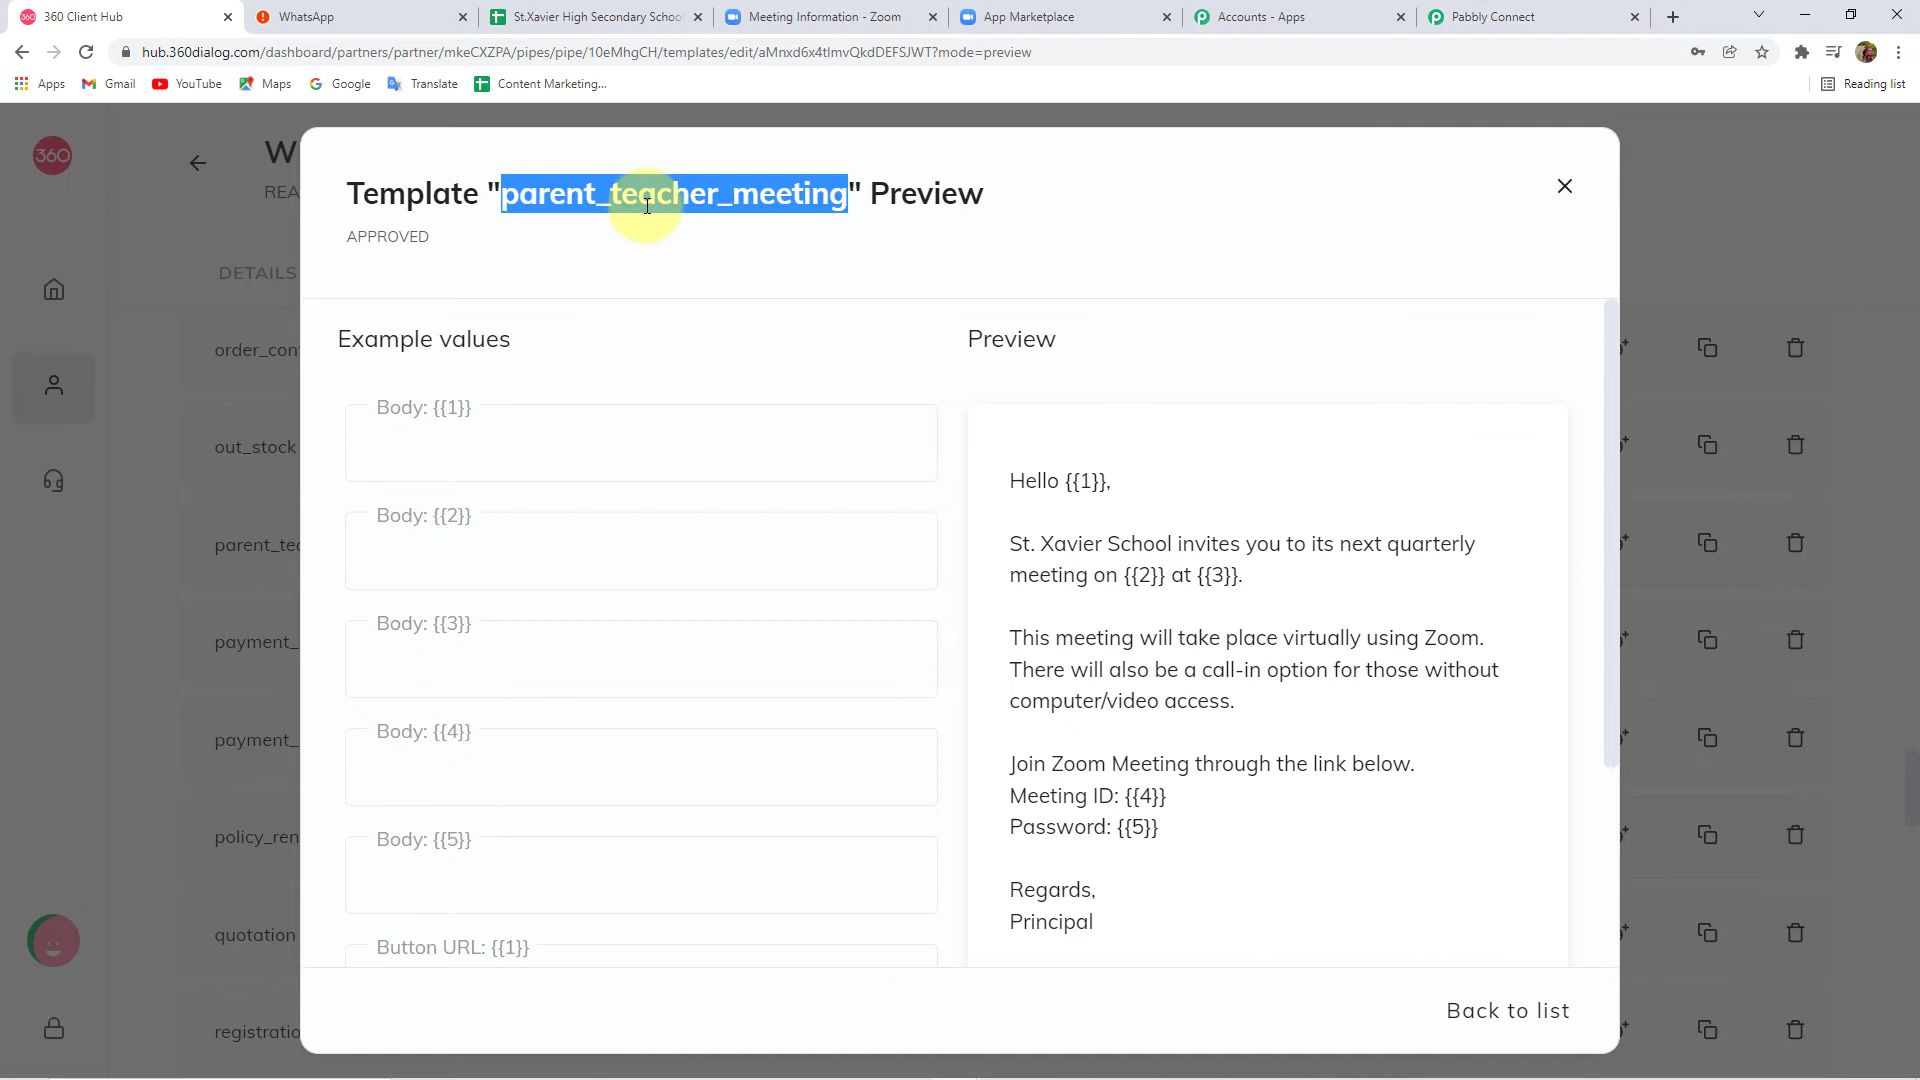 360 Client Hub
WhatsApp
St.Xavier High Secondary School
Meeting Information - Zoom
App Marketplace
Accounts - Apps
Pabbly Connect
hub.360dialog.com/dashboard/partners/partner/mkeCXZPA/pipes/pipe/10eMhgCH/templates/edit/aMnxd6x4tImvQkdDEFSJWT?mode=preview
Apps
Gmail
YouTube
Maps
Google
Translate
Content Marketing...
Reading list
360
W
REA
DETAILS
Template "parent_teacher_meeting" Preview
APPROVED
Example values
Preview
Body: {{1}}
Body: {{2}}
Body: {{3}}
Body: {{4}}
Body: {{5}}
Button URL: {{1}}
Hello {{1}},
St. Xavier School invites you to its next quarterly
meeting on {{2}} at {{3}}.
This meeting will take place virtually using Zoom.
There will also be a call-in option for those without
computer/video access.
Join Zoom Meeting through the link below.
Meeting ID: {{4}}
Password: {{5}}
Regards,
Principal
Back to list
order_con
out_stock
parent_tea
payment_
payment_
policy_ren
quotation
registratio